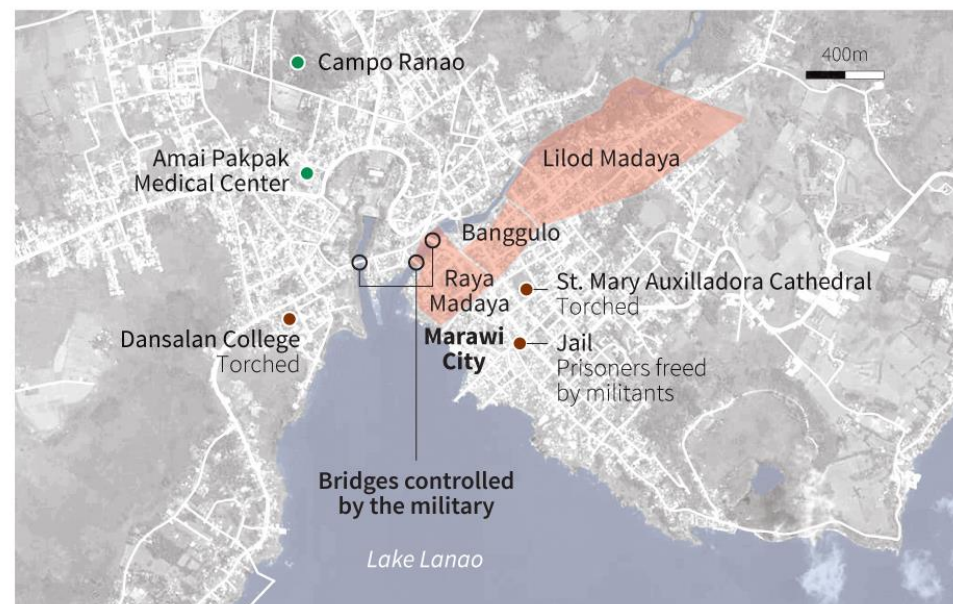 400m
Campo Ranao
Amai Pakpak
Medical Center
Lilod Madaya
Banggulo
Raya
Madaya
St. Mary Auxilladora Cathedral
Torched
Dansalan College
Torched
Marawi
City
Jail
Prisoners freed
by militants
Bridges controlled
by the military
Lake Lanao